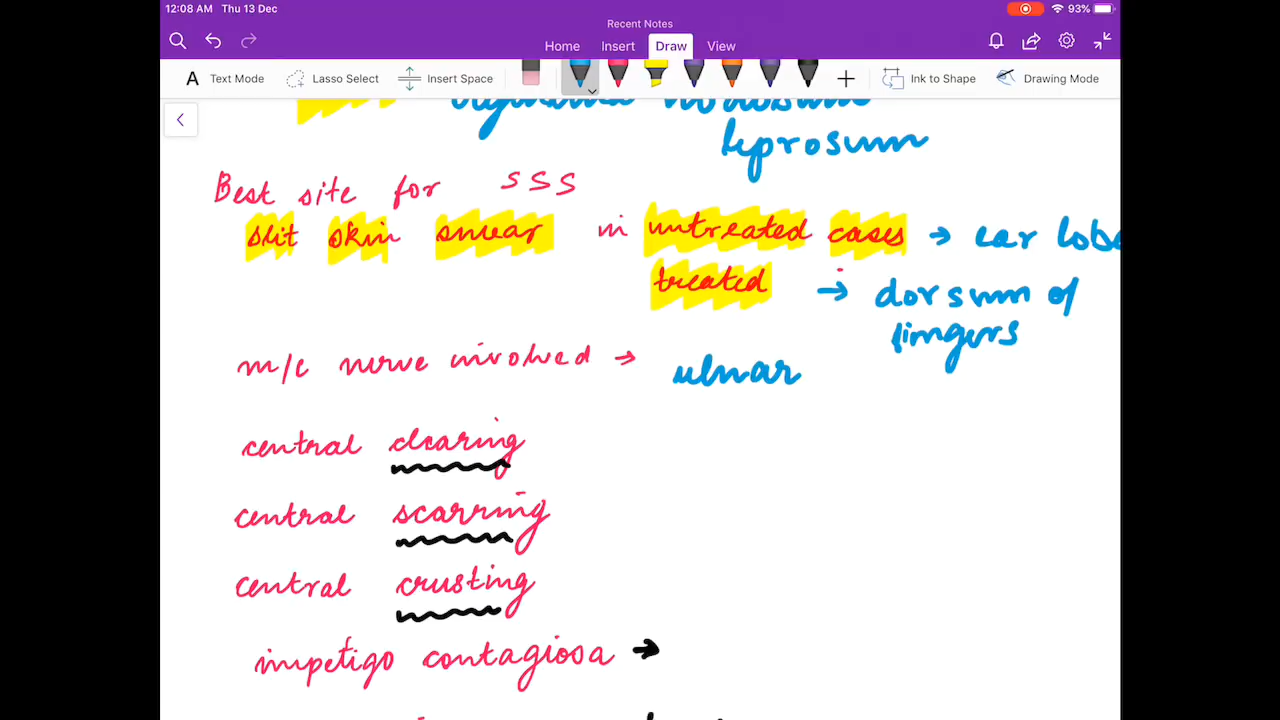 12:08 AM Thu 13 Dec
93%
Recent Notes
Home Insert Draw View
A Text Mode Lasso Select Insert Space Ink to Shape Drawing Mode
leprosum
Best site for SSS
slit skin smear in untreated cases → ear lobe
treated → dorsum of
fingers
m/c nerve involved → ulnar
central clearing
central scarring
central crusting
impetigo contagiosa →